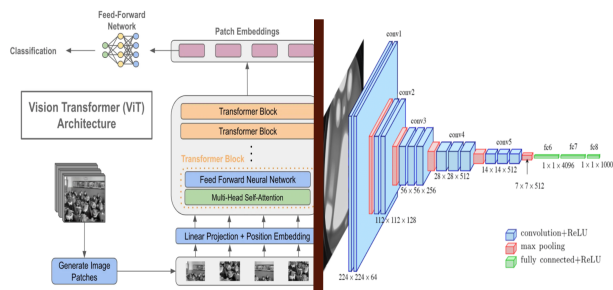 Feed-Forward
Network
Patch Embeddings
Classification
Vision Transformer (ViT)
Architecture
Transformer Block
Transformer Block
Transformer Block
Feed Forward Neural Network
Multi-Head Self-Attention
Linear Projection + Position Embedding
Generate Image
Patches
conv1
conv2
conv3
conv4
conv5
fc6
fc7
fc8
1 × 1 × 4096
1 × 1 × 1000
14 × 14 × 512
28 × 28 × 512
7 × 7 × 512
56 × 56 × 256
112 × 112 × 128
224 × 224 × 64
convolution+ReLU
max pooling
fully connected+ReLU